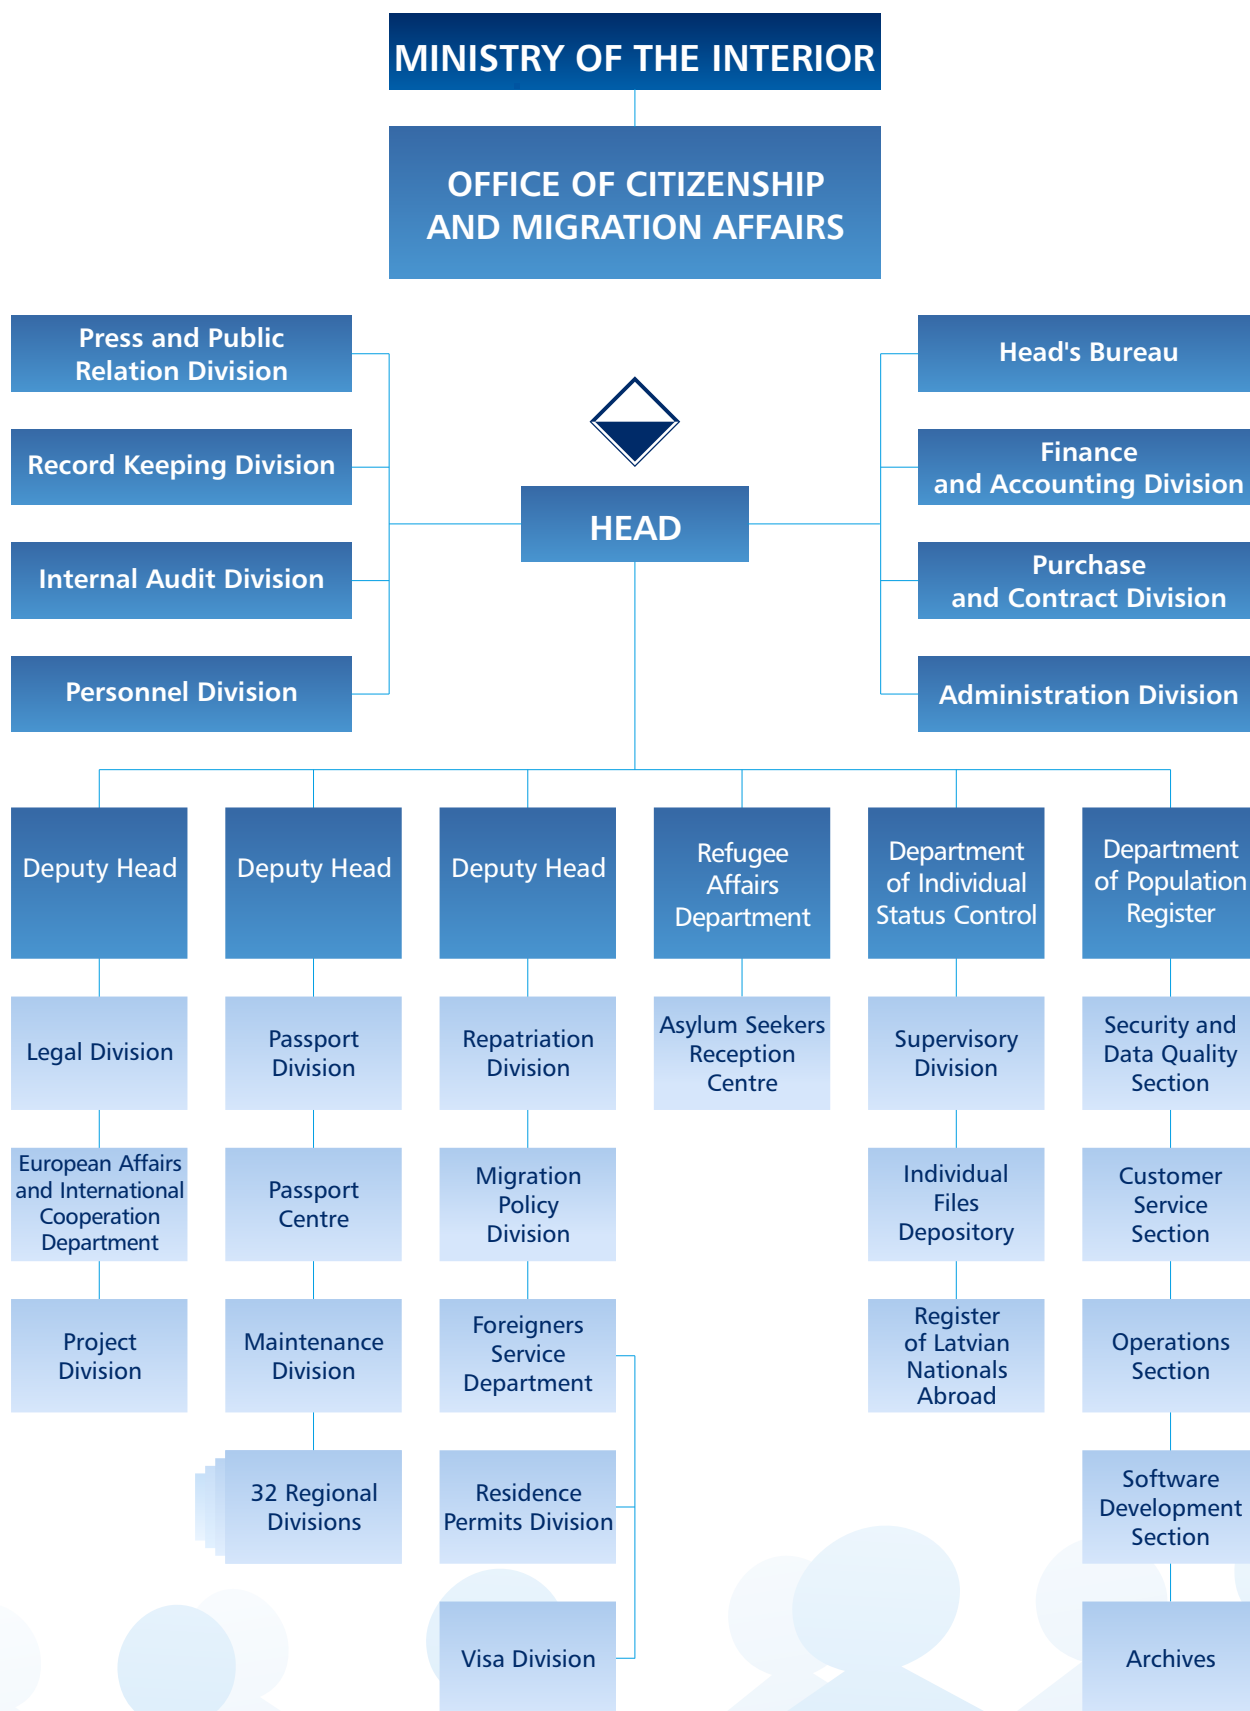 MINISTRY OF THE INTERIOR
OFFICE OF CITIZENSHIP
AND MIGRATION AFFAIRS
Press and Public
Relation Division
Record Keeping Division
Internal Audit Division
Personnel Division
HEAD
Head's Bureau
Finance
and Accounting Division
Purchase
and Contract Division
Administration Division
Deputy Head
Legal Division
European Affairs
and International
Cooperation
Department
Project
Division
Deputy Head
Passport
Division
Passport
Centre
Maintenance
Division
32 Regional
Divisions
Deputy Head
Repatriation
Division
Migration
Policy
Division
Foreigners
Service
Department
Residence
Permits Division
Visa Division
Refugee
Affairs
Department
Asylum Seekers
Reception
Centre
Department
of Individual
Status Control
Supervisory
Division
Individual
Files
Depository
Register
of Latvian
Nationals
Abroad
Department
of Population
Register
Security and
Data Quality
Section
Customer
Service
Section
Operations
Section
Software
Development
Section
Archives